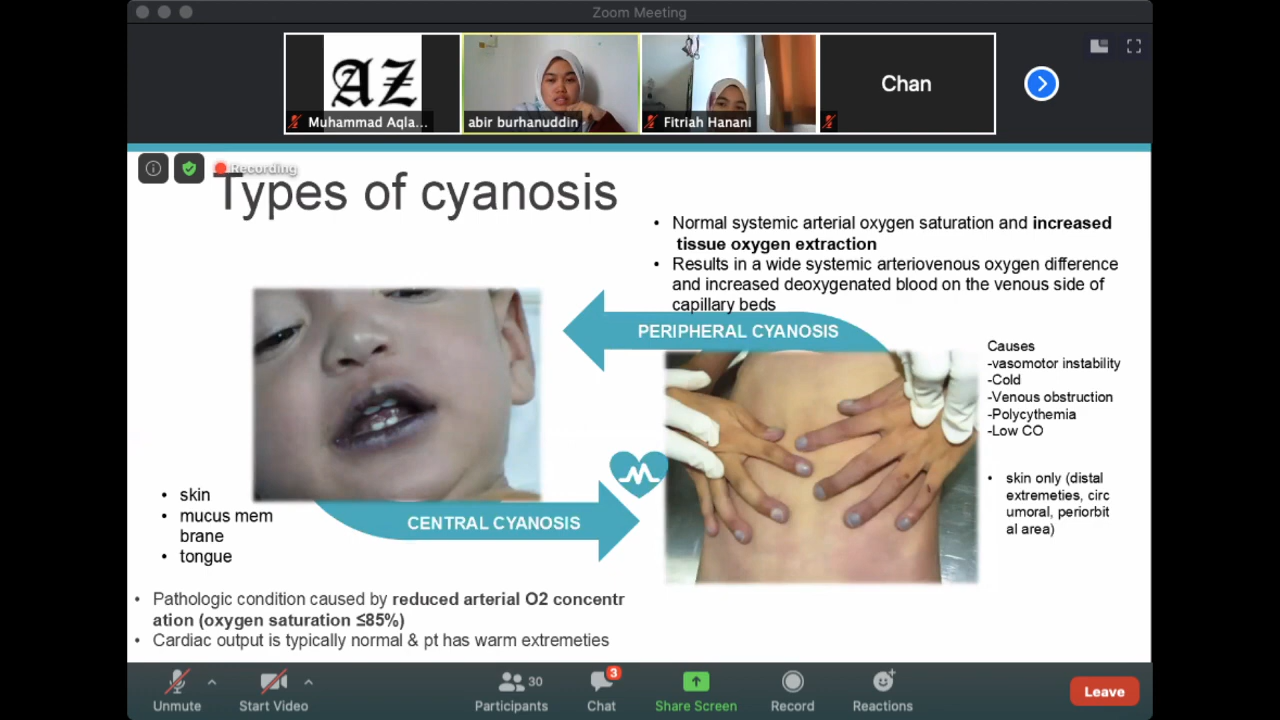 Zoom Meeting
AZ
Muhammad Aqla...
abir burhanuddin
Fitriah Hanani
Chan
Recording
Types of cyanosis
• Normal systemic arterial oxygen saturation and increased
tissue oxygen extraction
• Results in a wide systemic arteriovenous oxygen difference
and increased deoxygenated blood on the venous side of
capillary beds
PERIPHERAL CYANOSIS
Causes
-vasomotor instability
-Cold
-Venous obstruction
-Polycythemia
-Low CO
• skin only (distal
extremeties, circ
umoral, periorbit
al area)
CENTRAL CYANOSIS
• skin
• mucus mem
brane
• tongue
• Pathologic condition caused by reduced arterial O2 concentr
ation (oxygen saturation ≤85%)
• Cardiac output is typically normal & pt has warm extremeties
Unmute
Start Video
Participants
30
Chat
3
Share Screen
Record
Reactions
Leave